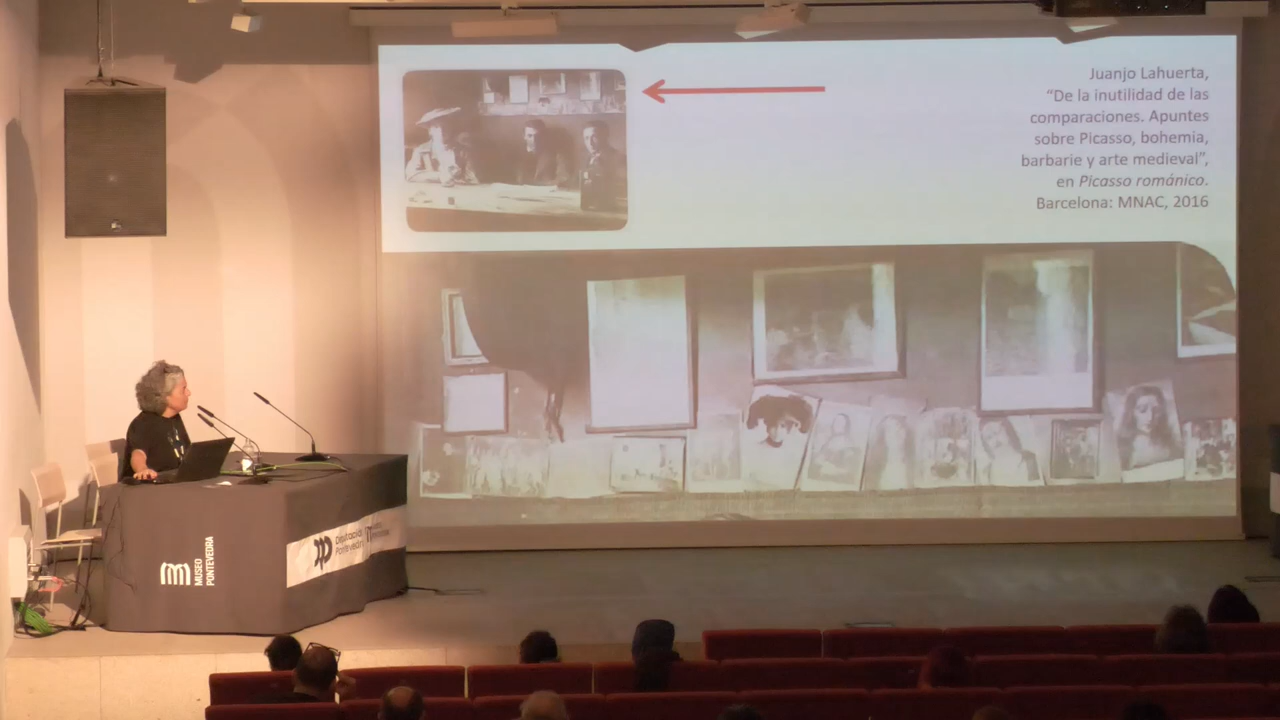 Juanjo Lahuerta,
“De la inutilidad de las
comparaciones. Apuntes
sobre Picasso, bohemia,
barbarie y arte medieval”,
en Picasso románico.
Barcelona: MNAC, 2016
MUSEO
PONTEVEDRA
Deputación
Pontevedra